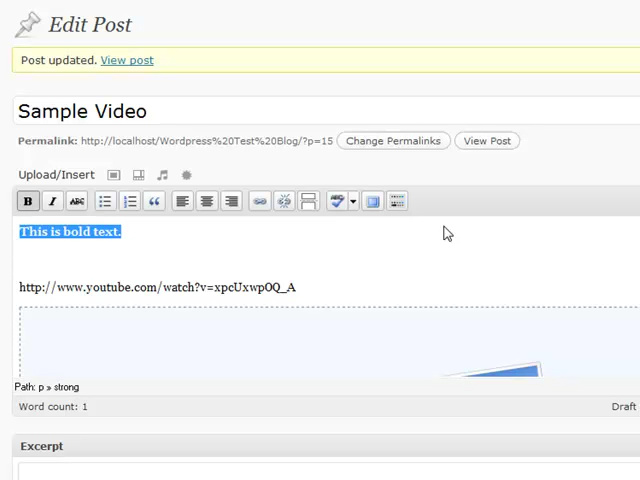 Edit Post
Post updated. View post
Sample Video
Permalink: http://localhost/Wordpress%20Test%20Blog/?p=15 Change Permalinks View Post
Upload/Insert
B I ABC ABC
This is bold text.
http://www.youtube.com/watch?v=xpcUxwpOQ_A
Path: p » strong
Word count: 1 Draft
Excerpt